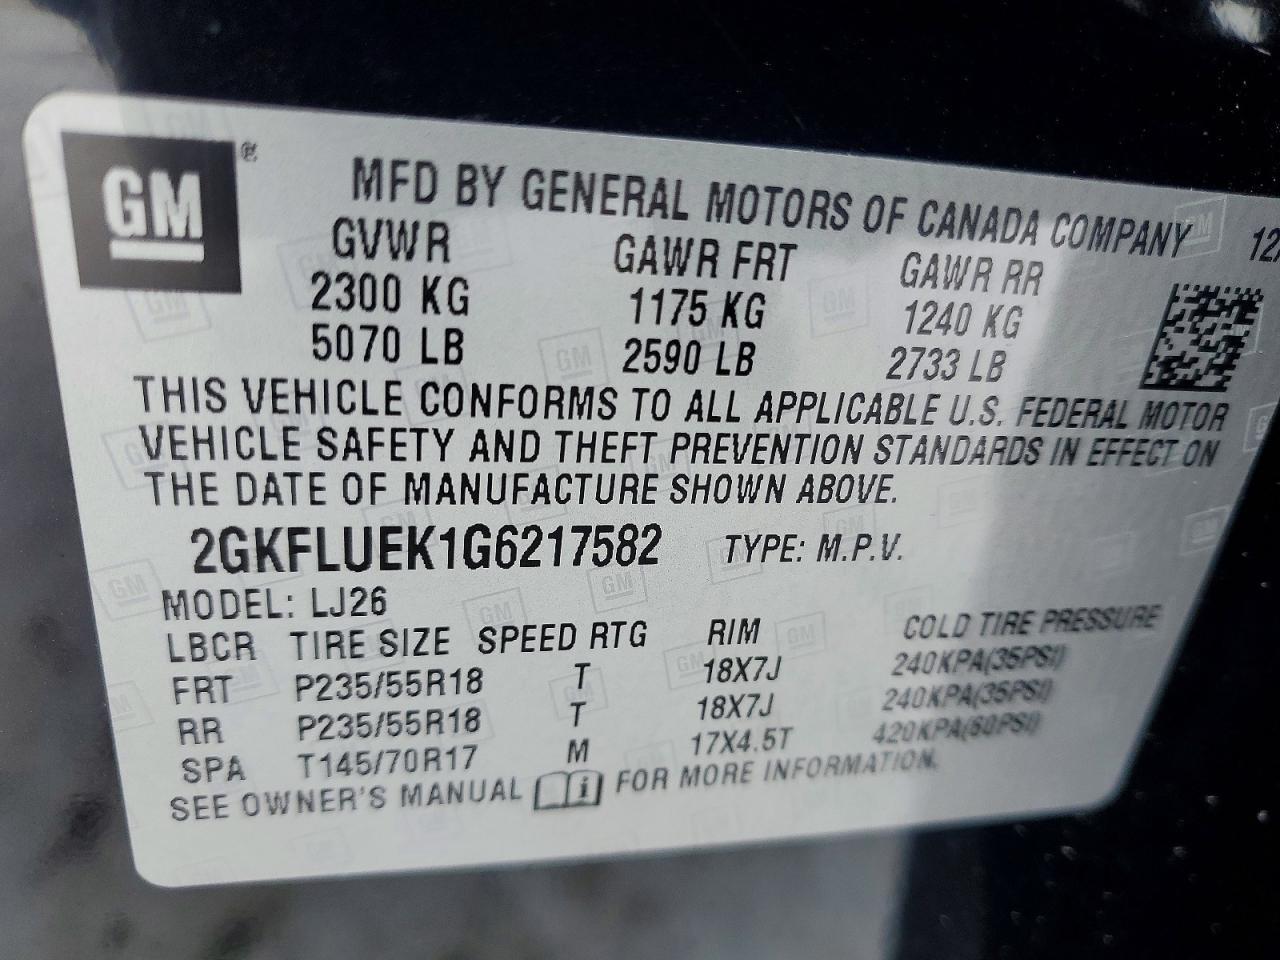 GM®
MFD BY GENERAL MOTORS OF CANADA COMPANY 12/
GVWR GAWR FRT GAWR RR
2300 KG 1175 KG 1240 KG
5070 LB 2590 LB 2733 LB
THIS VEHICLE CONFORMS TO ALL APPLICABLE U.S. FEDERAL MOTOR
VEHICLE SAFETY AND THEFT PREVENTION STANDARDS IN EFFECT ON
THE DATE OF MANUFACTURE SHOWN ABOVE.
2GKFLUEK1G6217582 TYPE: M.P.V.
MODEL: LJ26
LBCR TIRE SIZE SPEED RTG RIM COLD TIRE PRESSURE
FRT P235/55R18 T 18X7J 240KPA(35PSI)
RR P235/55R18 T 18X7J 240KPA(35PSI)
SPA T145/70R17 M 17X4.5T 420KPA(60PSI)
SEE OWNER'S MANUAL i FOR MORE INFORMATION.